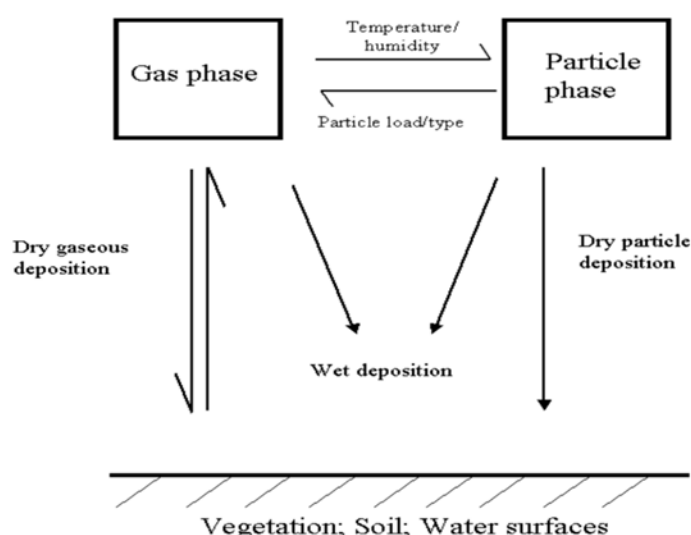 Temperature/
humidity
Gas phase
Particle
phase
Particle load/type
Dry gaseous
deposition
Dry particle
deposition
Wet deposition
Vegetation; Soil; Water surfaces